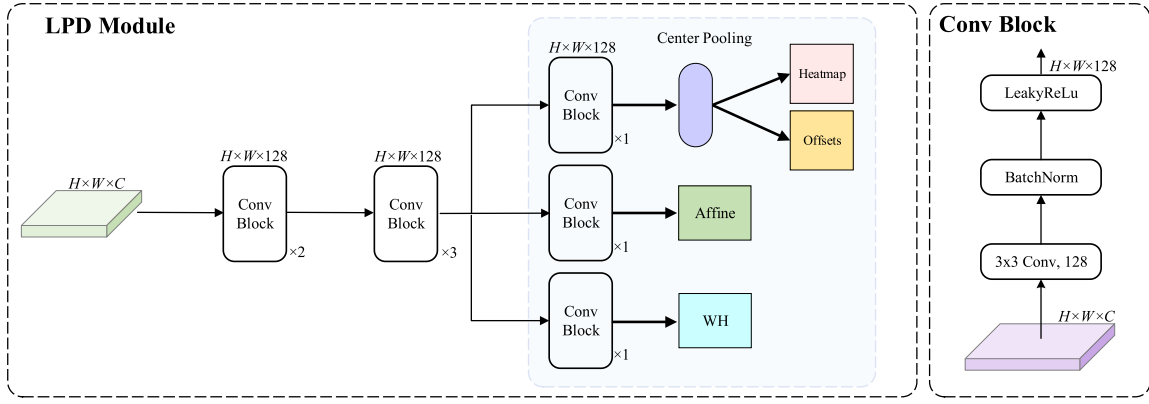 LPD Module
H×W×C
H×W×128
Conv
Block
×2
H×W×128
Conv
Block
×3
H×W×128
Conv
Block
×1
Center Pooling
Heatmap
Offsets
Conv
Block
×1
Affine
Conv
Block
×1
WH
Conv Block
H×W×128
LeakyReLu
BatchNorm
3x3 Conv, 128
H×W×C